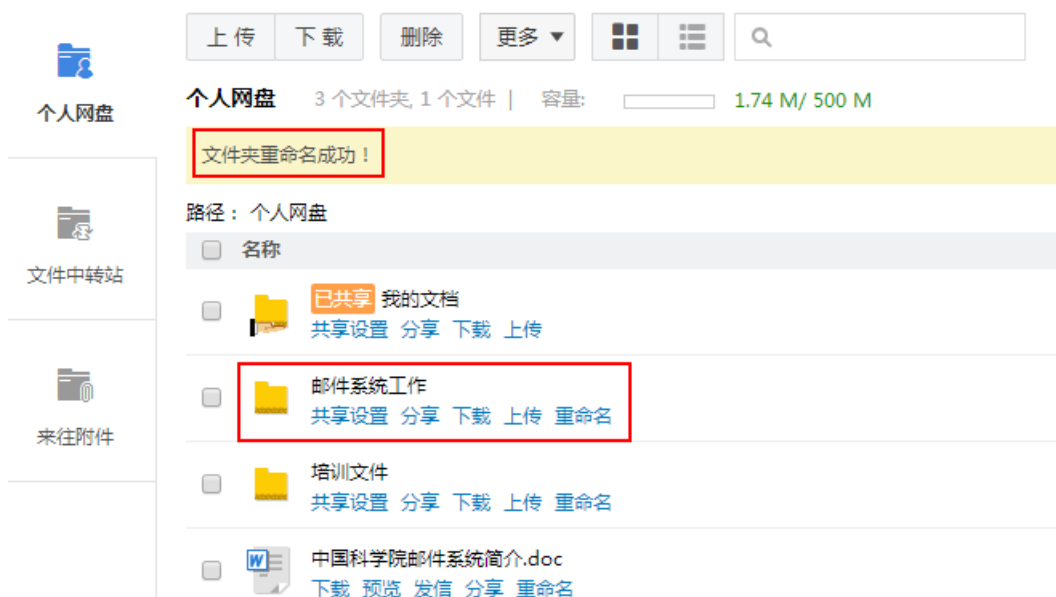 上传 下载 删除 更多
个人网盘
个人网盘 3 个文件夹, 1 个文件 | 容量: 1.74 M/ 500 M
文件夹重命名成功！
路径： 个人网盘
名称
文件中转站
已共享 我的文档
共享设置 分享 下载 上传
邮件系统工作
共享设置 分享 下载 上传 重命名
来往附件
培训文件
共享设置 分享 下载 上传 重命名
W 中国科学院邮件系统简介.doc
下载 预览 发信 分享 重命名